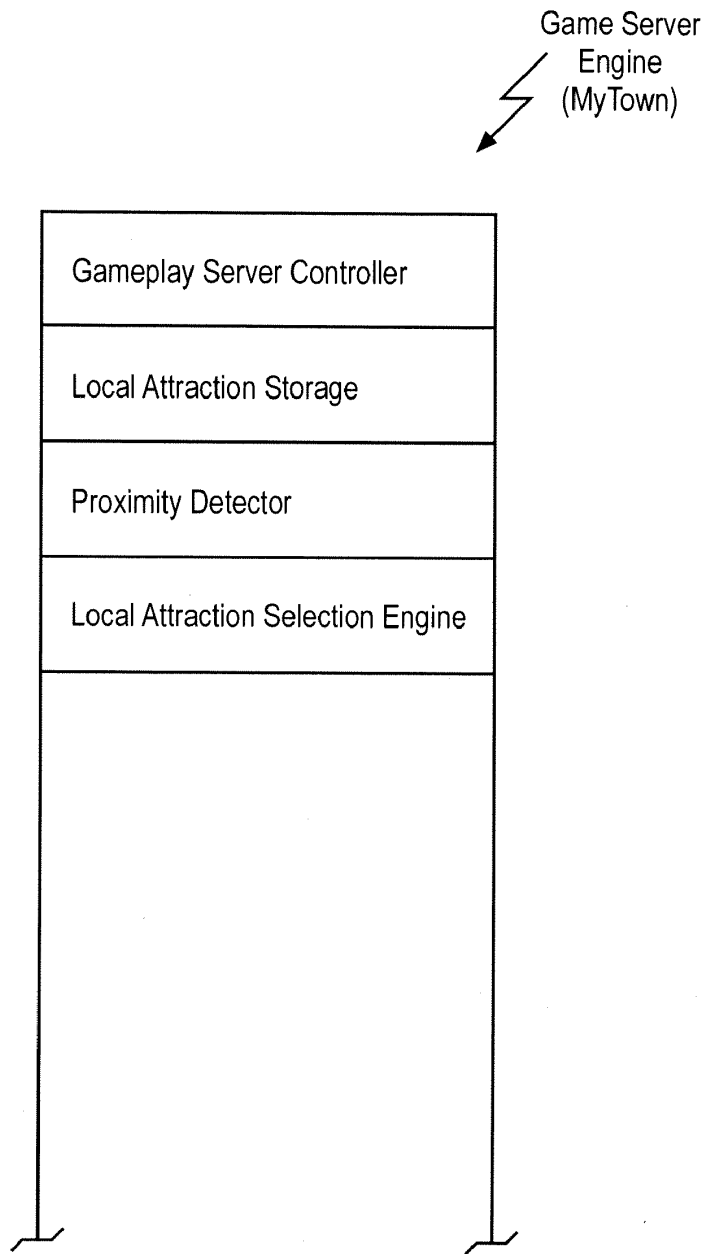 Game Server
Engine
(MyTown)
Gameplay Server Controller
Local Attraction Storage
Proximity Detector
Local Attraction Selection Engine